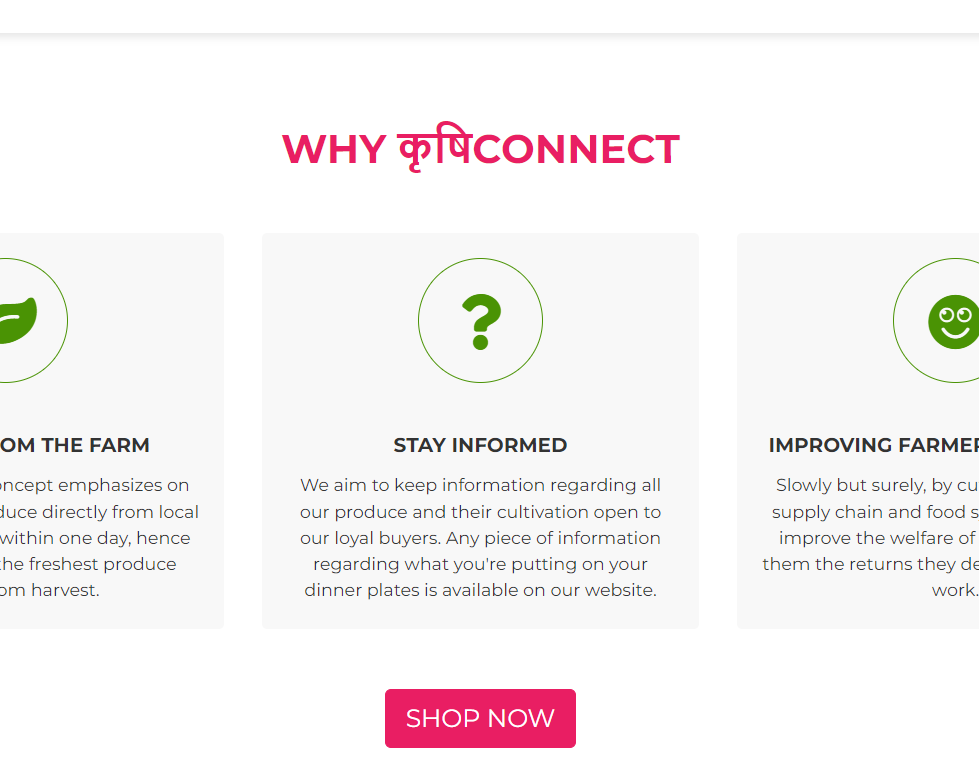 WHY कृषिCONNECT
OM THE FARM
oncept emphasizes on
duce directly from local
within one day, hence
the freshest produce
om harvest.
STAY INFORMED
We aim to keep information regarding all
our produce and their cultivation open to
our loyal buyers. Any piece of information
regarding what you're putting on your
dinner plates is available on our website.
IMPROVING FARMER
Slowly but surely, by cu
supply chain and food s
improve the welfare of
them the returns they de
work.
SHOP NOW